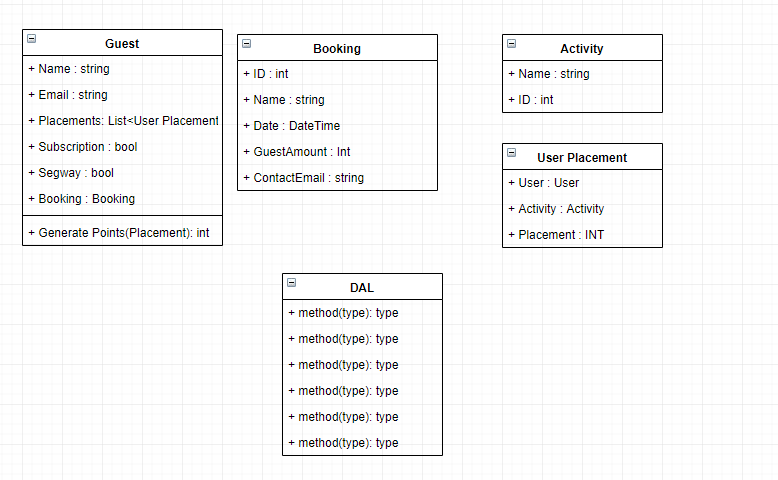 Guest
+ Name : string
+ Email : string
+ Placements: List<User Placement
+ Subscription : bool
+ Segway : bool
+ Booking : Booking
+ Generate Points(Placement): int
Booking
+ ID : int
+ Name : string
+ Date : DateTime
+ GuestAmount : Int
+ ContactEmail : string
Activity
+ Name : string
+ ID : int
User Placement
+ User : User
+ Activity : Activity
+ Placement : INT
DAL
+ method(type): type
+ method(type): type
+ method(type): type
+ method(type): type
+ method(type): type
+ method(type): type